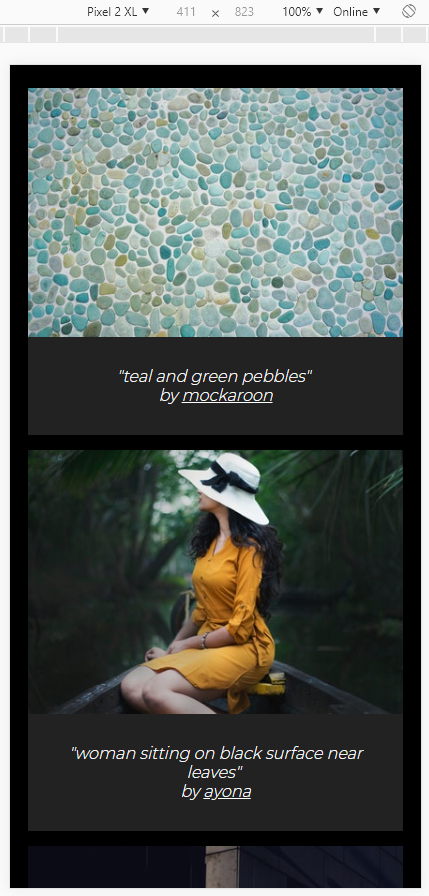 Pixel 2 XL ▼ 411 × 823 100% ▼ Online ▼
"teal and green pebbles"
by mockaroon
"woman sitting on black surface near
leaves"
by ayona